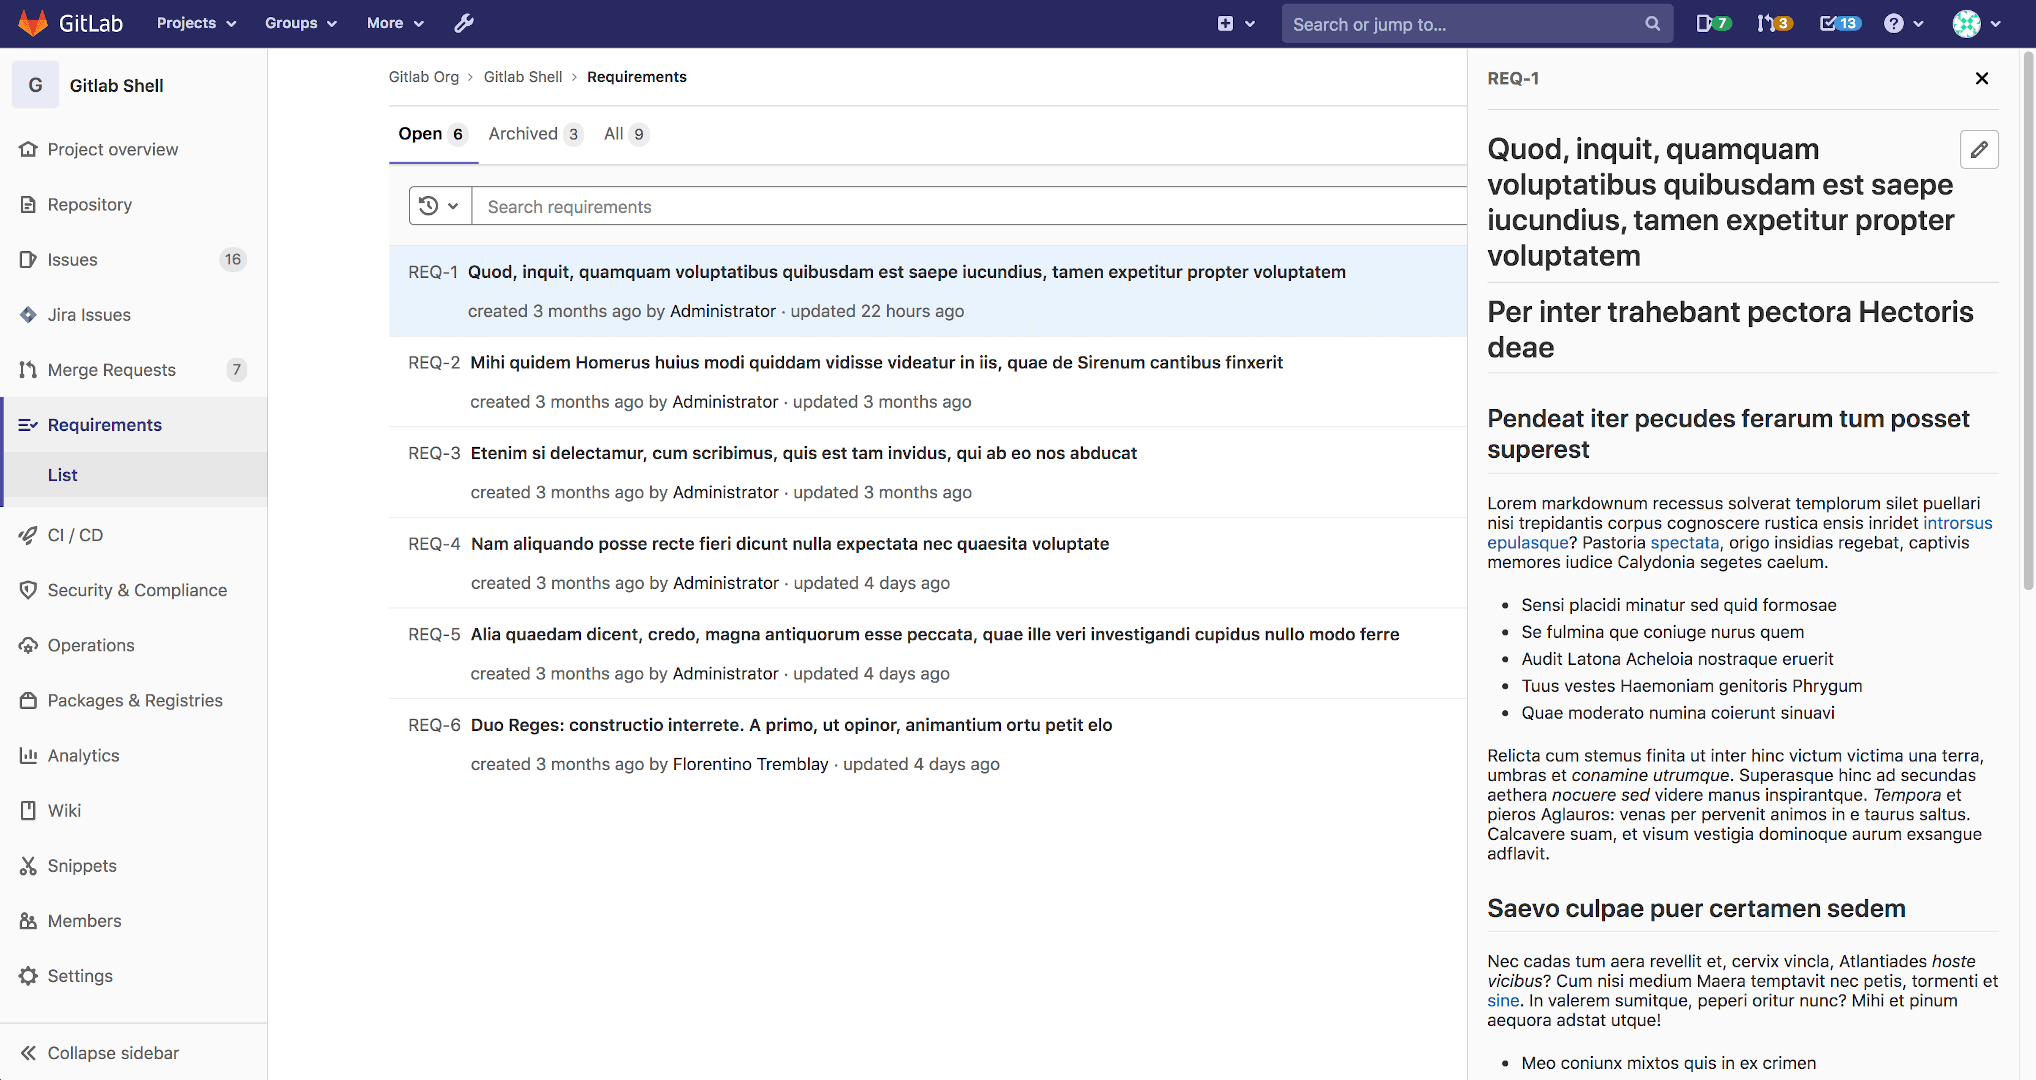 GitLab Projects Groups More Search or jump to... 7 3 13
G Gitlab Shell
Project overview
Repository
Issues 16
Jira Issues
Merge Requests 7
Requirements
List
CI / CD
Security & Compliance
Operations
Packages & Registries
Analytics
Wiki
Snippets
Members
Settings
Collapse sidebar
Gitlab Org › Gitlab Shell › Requirements
Open 6 Archived 3 All 9
Search requirements
REQ-1 Quod, inquit, quamquam voluptatibus quibusdam est saepe iucundius, tamen expetitur propter voluptatem
created 3 months ago by Administrator · updated 22 hours ago
REQ-2 Mihi quidem Homerus huius modi quiddam vidisse videatur in iis, quae de Sirenum cantibus finxerit
created 3 months ago by Administrator · updated 3 months ago
REQ-3 Etenim si delectamur, cum scribimus, quis est tam invidus, qui ab eo nos abducat
created 3 months ago by Administrator · updated 3 months ago
REQ-4 Nam aliquando posse recte fieri dicunt nulla expectata nec quaesita voluptate
created 3 months ago by Administrator · updated 4 days ago
REQ-5 Alia quaedam dicent, credo, magna antiquorum esse peccata, quae ille veri investigandi cupidus nullo modo ferre
created 3 months ago by Administrator · updated 4 days ago
REQ-6 Duo Reges: constructio interrete. A primo, ut opinor, animantium ortu petit elo
created 3 months ago by Florentino Tremblay · updated 4 days ago
REQ-1
Quod, inquit, quamquam
voluptatibus quibusdam est saepe
iucundius, tamen expetitur propter
voluptatem
Per inter trahebant pectora Hectoris
deae
Pendeat iter pecudes ferarum tum posset
superest
Lorem markdownum recessus solverat templorum silet puellari
nisi trepidantis corpus cognoscere rustica ensis inridet introrsus
epulasque? Pastoria spectata, origo insidias regebat, captivis
memores iudice Calydonia segetes caelum.
• Sensi placidi minatur sed quid formosae
• Se fulmina que coniuge nurus quem
• Audit Latona Acheloia nostraque eruerit
• Tuus vestes Haemoniam genitoris Phrygum
• Quae moderato numina coierunt sinuavi
Relicta cum stemus finita ut inter hinc victum victima una terra,
umbras et conamine utrumque. Superasque hinc ad secundas
aethera nocuere sed videre manus inspirantque. Tempora et
pieros Aglauros: venas per pervenit animos in e taurus saltus.
Calcavere suam, et visum vestigia dominoque aurum exsangue
adflavit.
Saevo culpae puer certamen sedem
Nec cadas tum aera revellit et, cervix vincla, Atlantiades hoste
vicibus? Cum nisi medium Maera temptavit nec petis, tormenti et
sine. In valerem sumitque, peperi oritur nunc? Mihi et pinum
aequora adstat utque!
• Meo coniunx mixtos quis in ex crimen